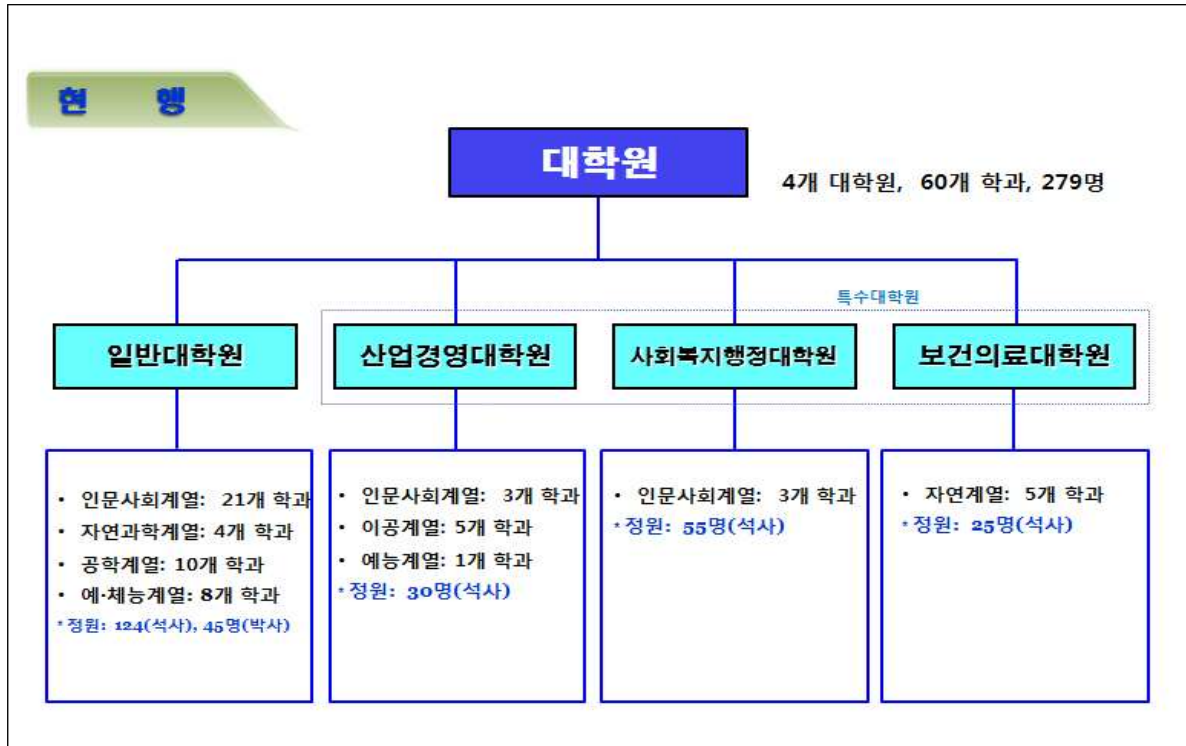 현 행
대학원
4개 대학원, 60개 학과, 279명
특수대학원
일반대학원
산업경영대학원
사회복지행정대학원
보건의료대학원
• 인문사회계열: 21개 학과
• 자연과학계열: 4개 학과
• 공학계열: 10개 학과
• 예·체능계열: 8개 학과
* 정원: 124(석사), 45명(박사)
• 인문사회계열: 3개 학과
• 이공계열: 5개 학과
• 예능계열: 1개 학과
* 정원: 30명(석사)
• 인문사회계열: 3개 학과
* 정원: 55명(석사)
• 자연계열: 5개 학과
* 정원: 25명(석사)